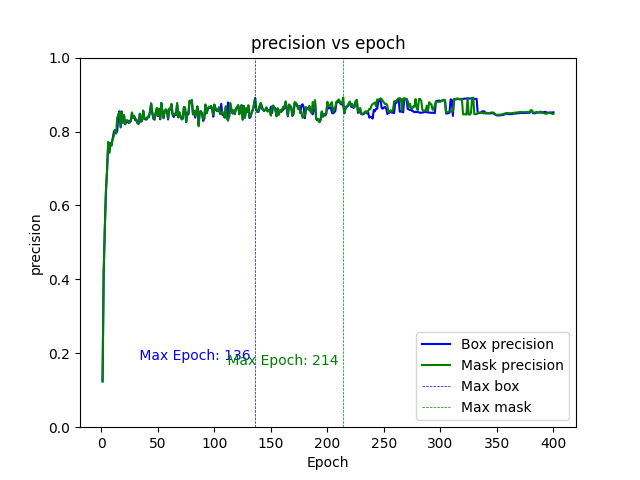 precision vs epoch
1.0
0.8
0.6
0.4
0.2
0.0
precision
Max Epoch: 136
Max Epoch: 214
Box precision
Mask precision
Max box
Max mask
0 50 100 150 200 250 300 350 400
Epoch